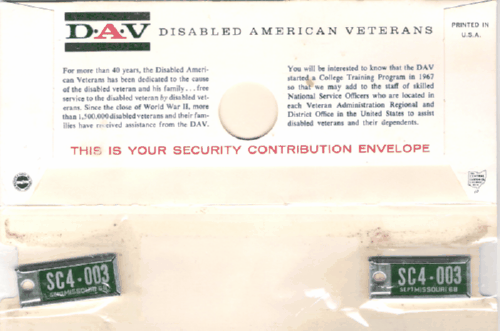 D·A·V DISABLED AMERICAN VETERANS
PRINTED IN
U.S.A.
For more than 40 years, the Disabled Ameri-
can Veterans has been dedicated to the cause
of the disabled veteran and his family . . . free
service to the disabled veteran by disabled vet-
erans. Since the close of World War II, more
than 1,500,000 disabled veterans and their fam-
ilies have received assistance from the DAV.
You will be interested to know that the DAV
started a College Training Program in 1967
so that we may add to the staff of skilled
National Service Officers who are located in
each Veteran Administration Regional and
District Office in the United States to assist
disabled veterans and their dependents.
THIS IS YOUR SECURITY CONTRIBUTION ENVELOPE
SC4-003
MISSOURI 68
SC4-003
MISSOURI 68